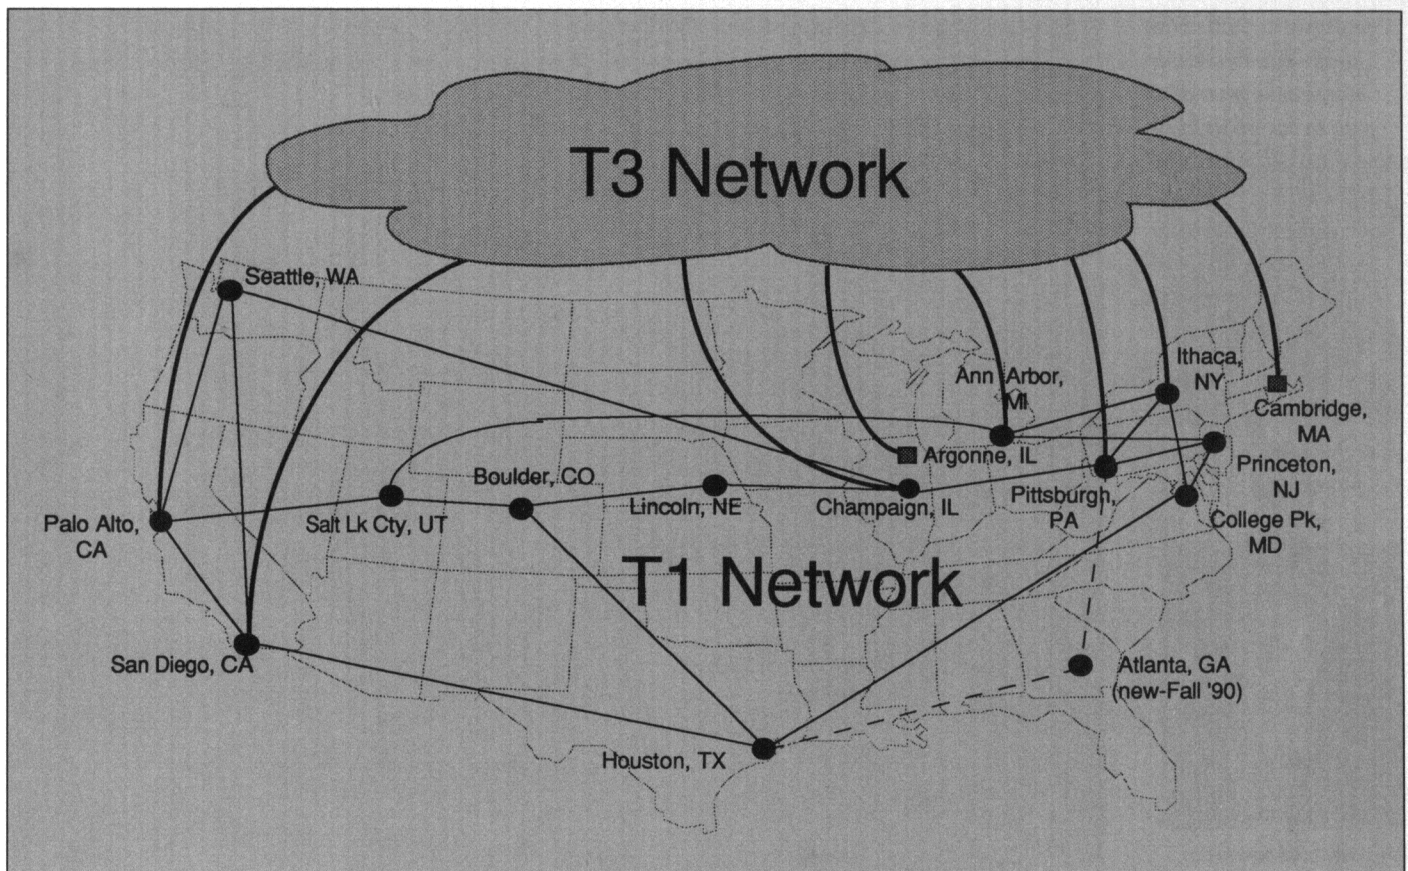 T3 Network
Seattle, WA
Ithaca,
NY
Ann Arbor,
MI
Cambridge,
MA
Argonne, IL
Princeton,
NJ
Boulder, CO
Lincoln, NE
Champaign, IL
Pittsburgh,
PA
Palo Alto,
CA
Salt Lk Cty, UT
College Pk,
MD
T1 Network
San Diego, CA
Atlanta, GA
(new-Fall '90)
Houston, TX